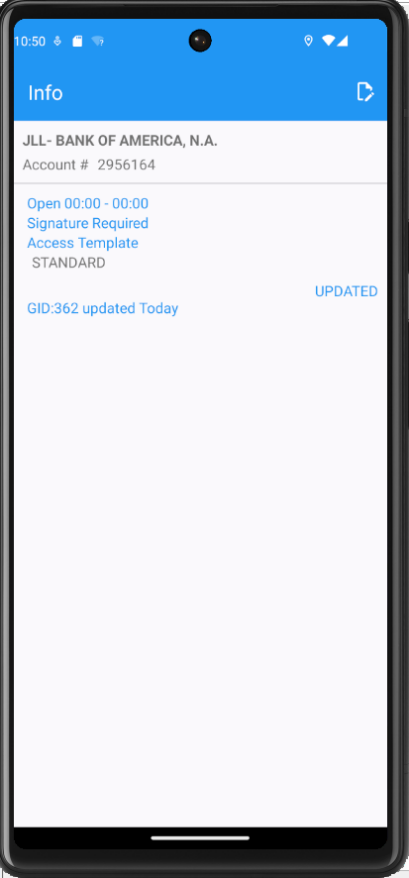 10:50
Info
JLL- BANK OF AMERICA, N.A.
Account # 2956164
Open 00:00 - 00:00
Signature Required
Access Template
STANDARD
UPDATED
GID:362 updated Today